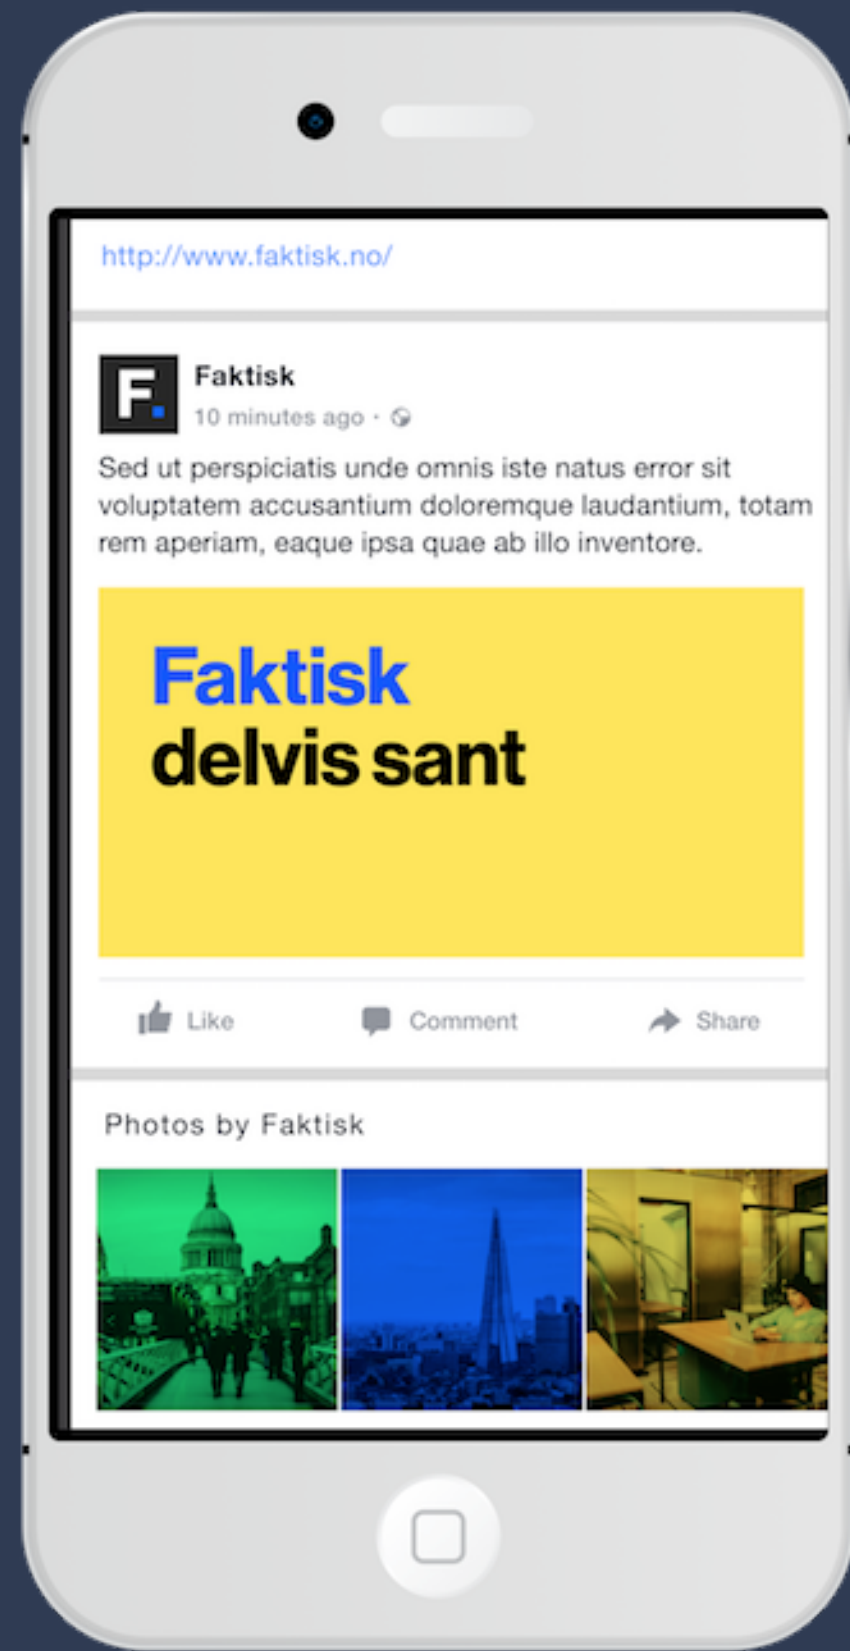 http://www.faktisk.no/
F.
Faktisk
10 minutes ago ·
Sed ut perspiciatis unde omnis iste natus error sit
voluptatem accusantium doloremque laudantium, totam
rem aperiam, eaque ipsa quae ab illo inventore.
Faktisk
delvis sant
Like Comment Share
Photos by Faktisk